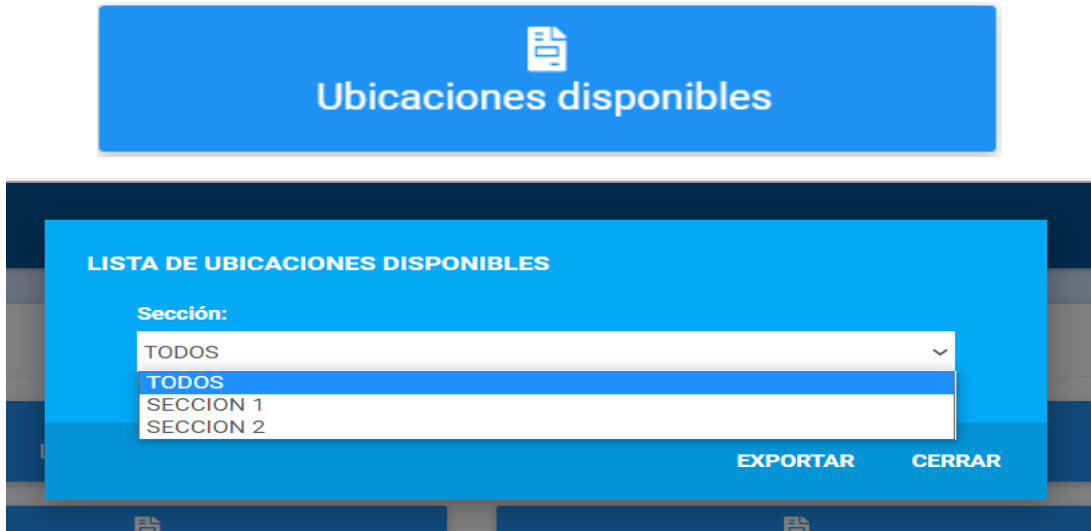 Ubicaciones disponibles
LISTA DE UBICACIONES DISPONIBLES
Sección:
TODOS
TODOS
SECCION 1
SECCION 2
EXPORTAR CERRAR